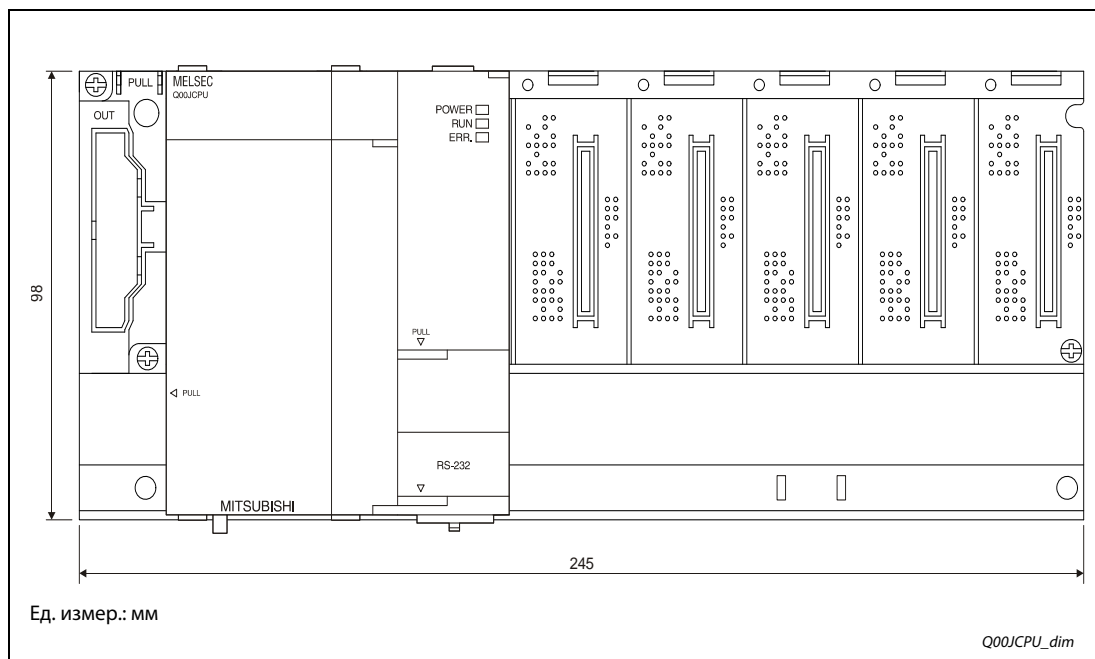 PULL
MELSEC
Q00JCPU
OUT
POWER
RUN
ERR.
98
PULL
PULL
RS-232
MITSUBISHI
245
Ед. измер.: мм
Q00JCPU_dim